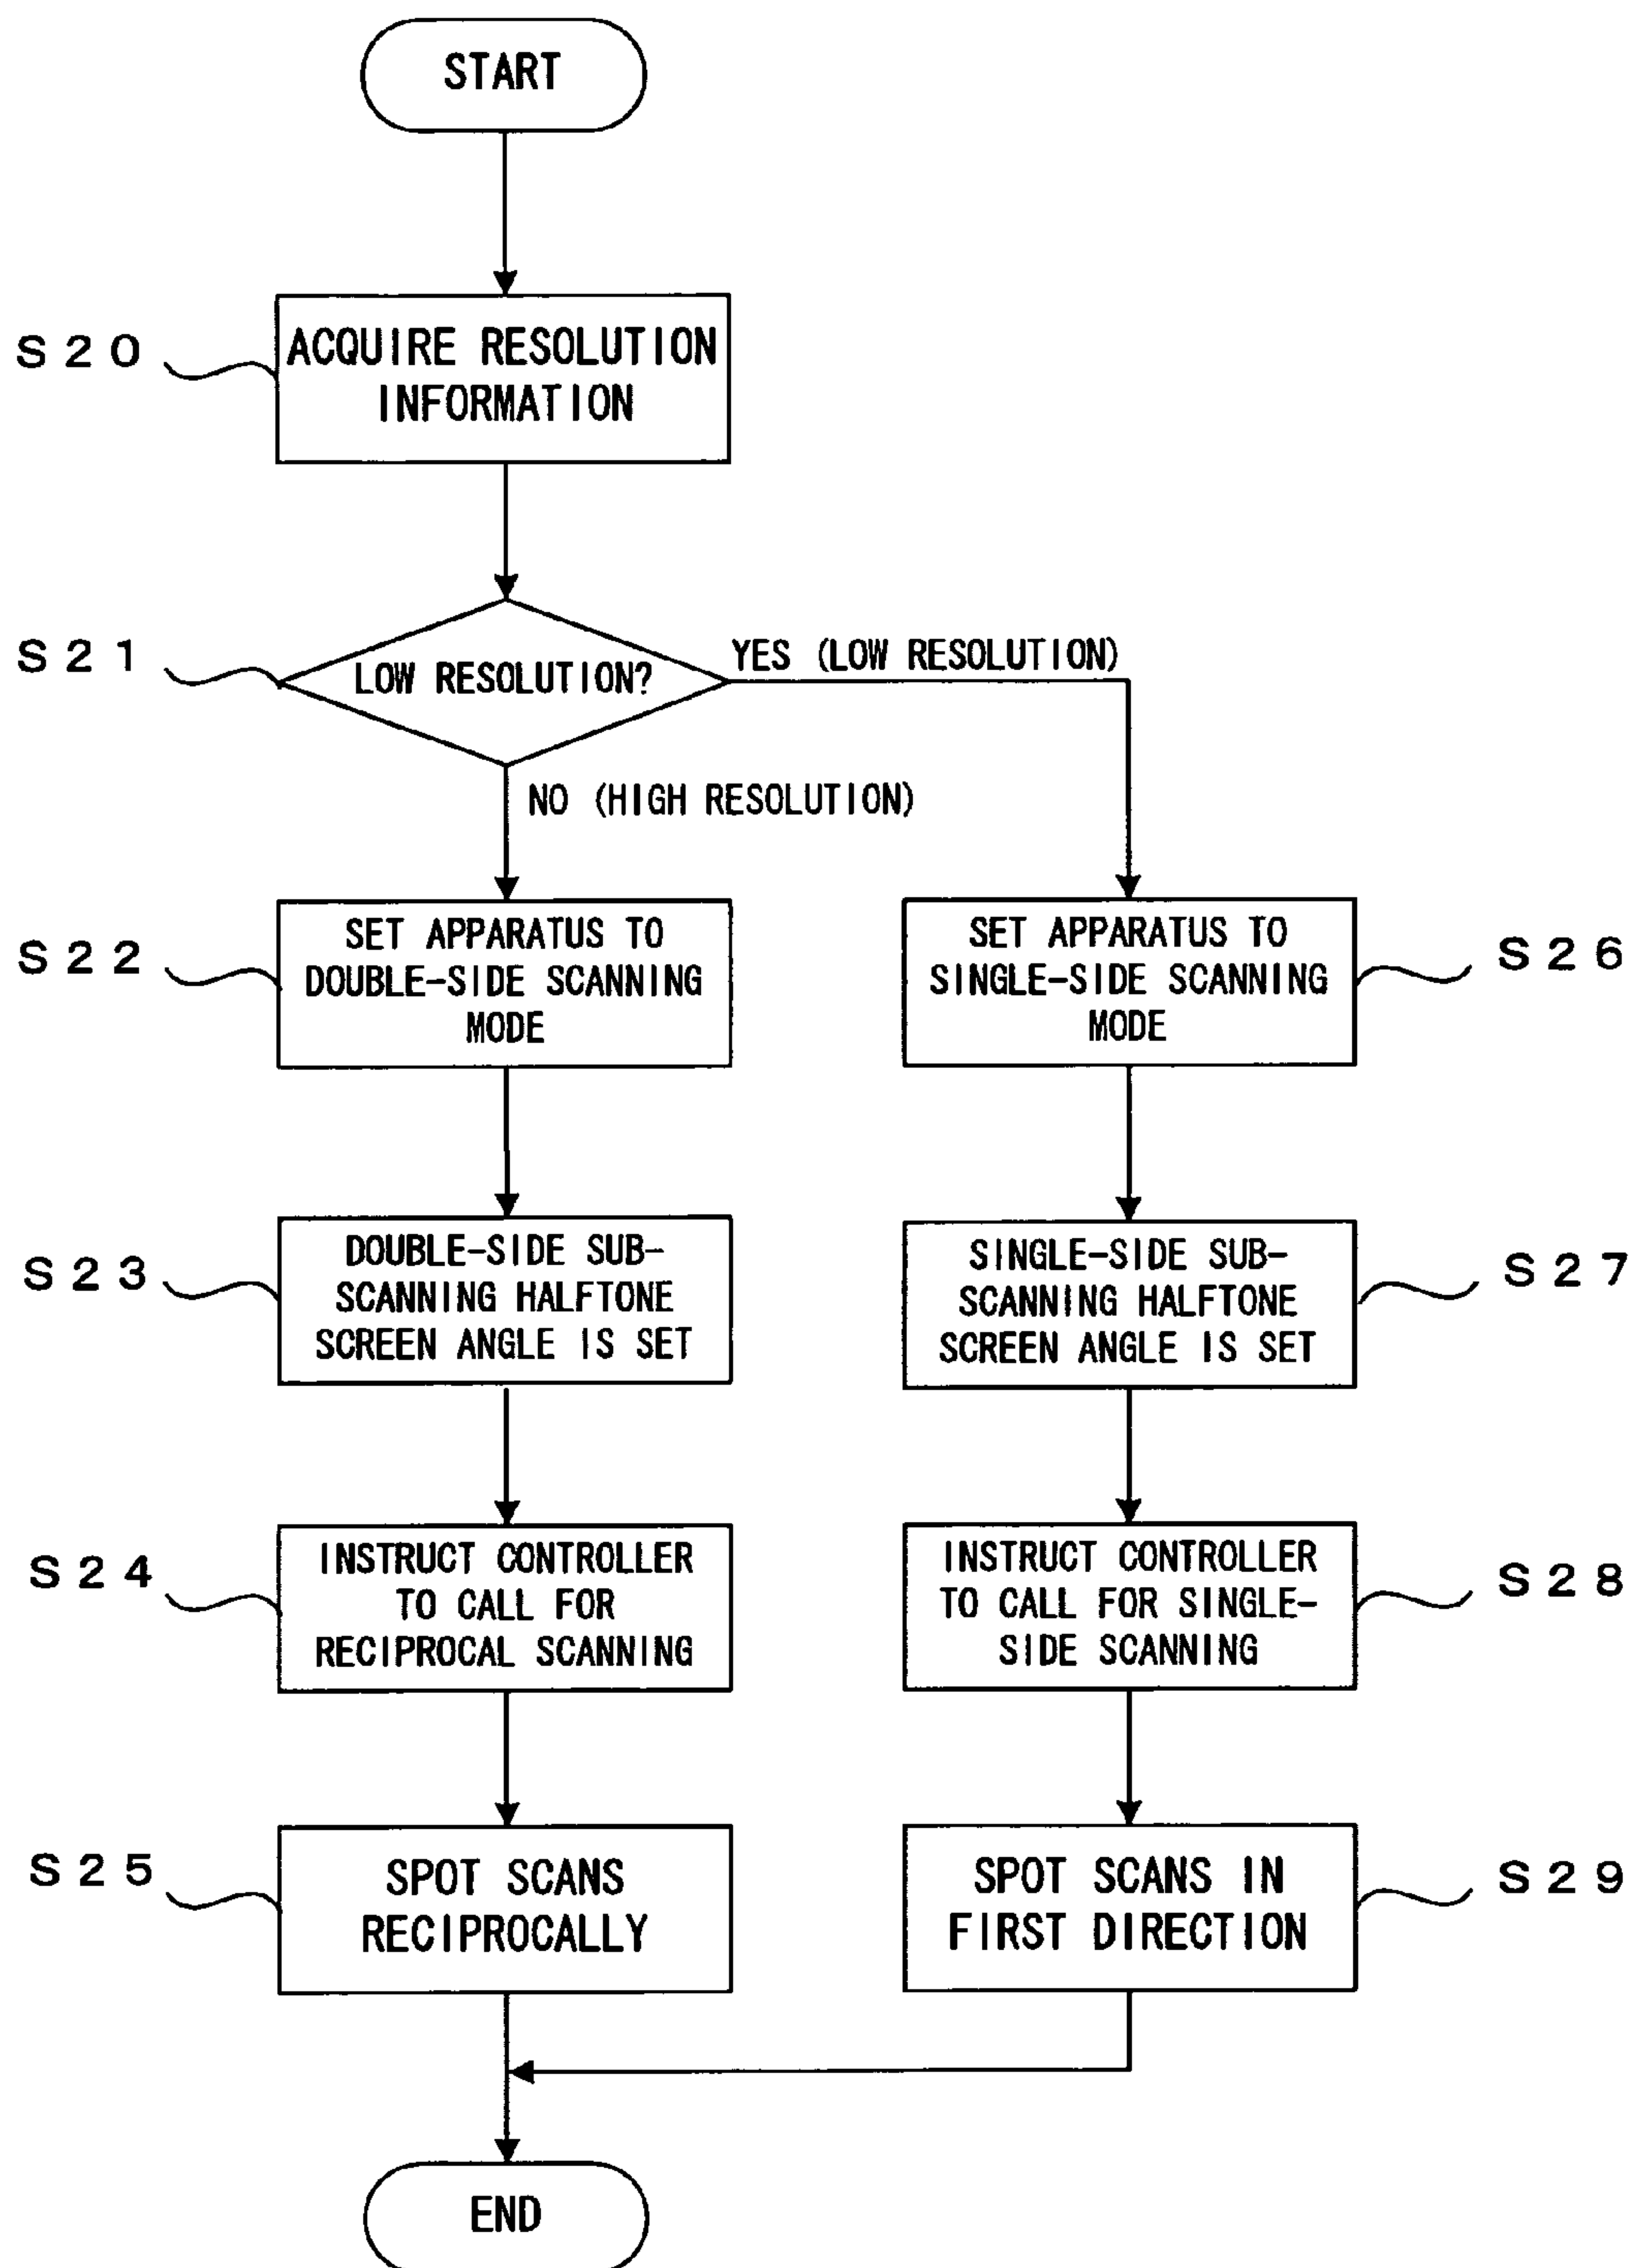 START
S20
ACQUIRE RESOLUTION
INFORMATION
S21
LOW RESOLUTION?
YES (LOW RESOLUTION)
NO (HIGH RESOLUTION)
S22
SET APPARATUS TO
DOUBLE-SIDE SCANNING
MODE
SET APPARATUS TO
SINGLE-SIDE SCANNING
MODE
S26
S23
DOUBLE-SIDE SUB-
SCANNING HALFTONE
SCREEN ANGLE IS SET
SINGLE-SIDE SUB-
SCANNING HALFTONE
SCREEN ANGLE IS SET
S27
S24
INSTRUCT CONTROLLER
TO CALL FOR
RECIPROCAL SCANNING
INSTRUCT CONTROLLER
TO CALL FOR SINGLE-
SIDE SCANNING
S28
S25
SPOT SCANS
RECIPROCALLY
SPOT SCANS IN
FIRST DIRECTION
S29
END